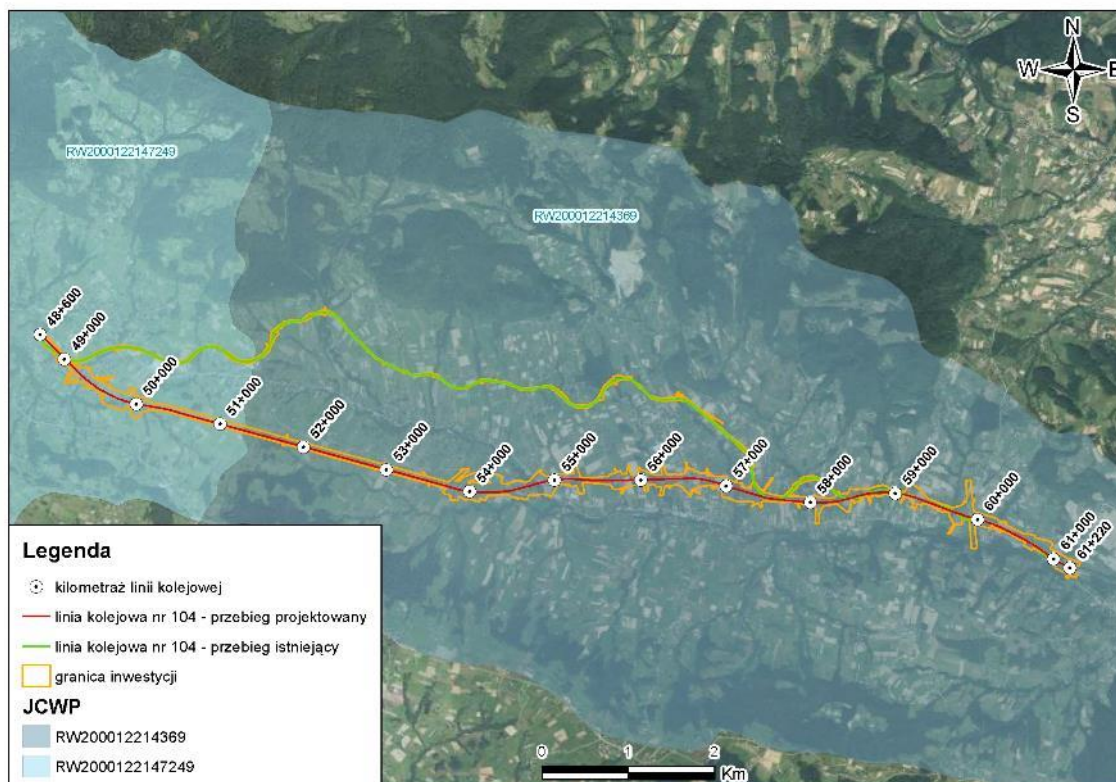 N
W E
S
RW2000122147249
RW200012214369
48+600
49+000
50+000
51+000
52+000
53+000
54+000
55+000
56+000
57+000
58+000
59+000
60+000
61+000
61+220
Legenda
kilometraż linii kolejowej
linia kolejowa nr 104 - przebieg projektowany
linia kolejowa nr 104 - przebieg istniejący
granica inwestycji
JCWP
RW200012214369
RW2000122147249
0 1 2
Km